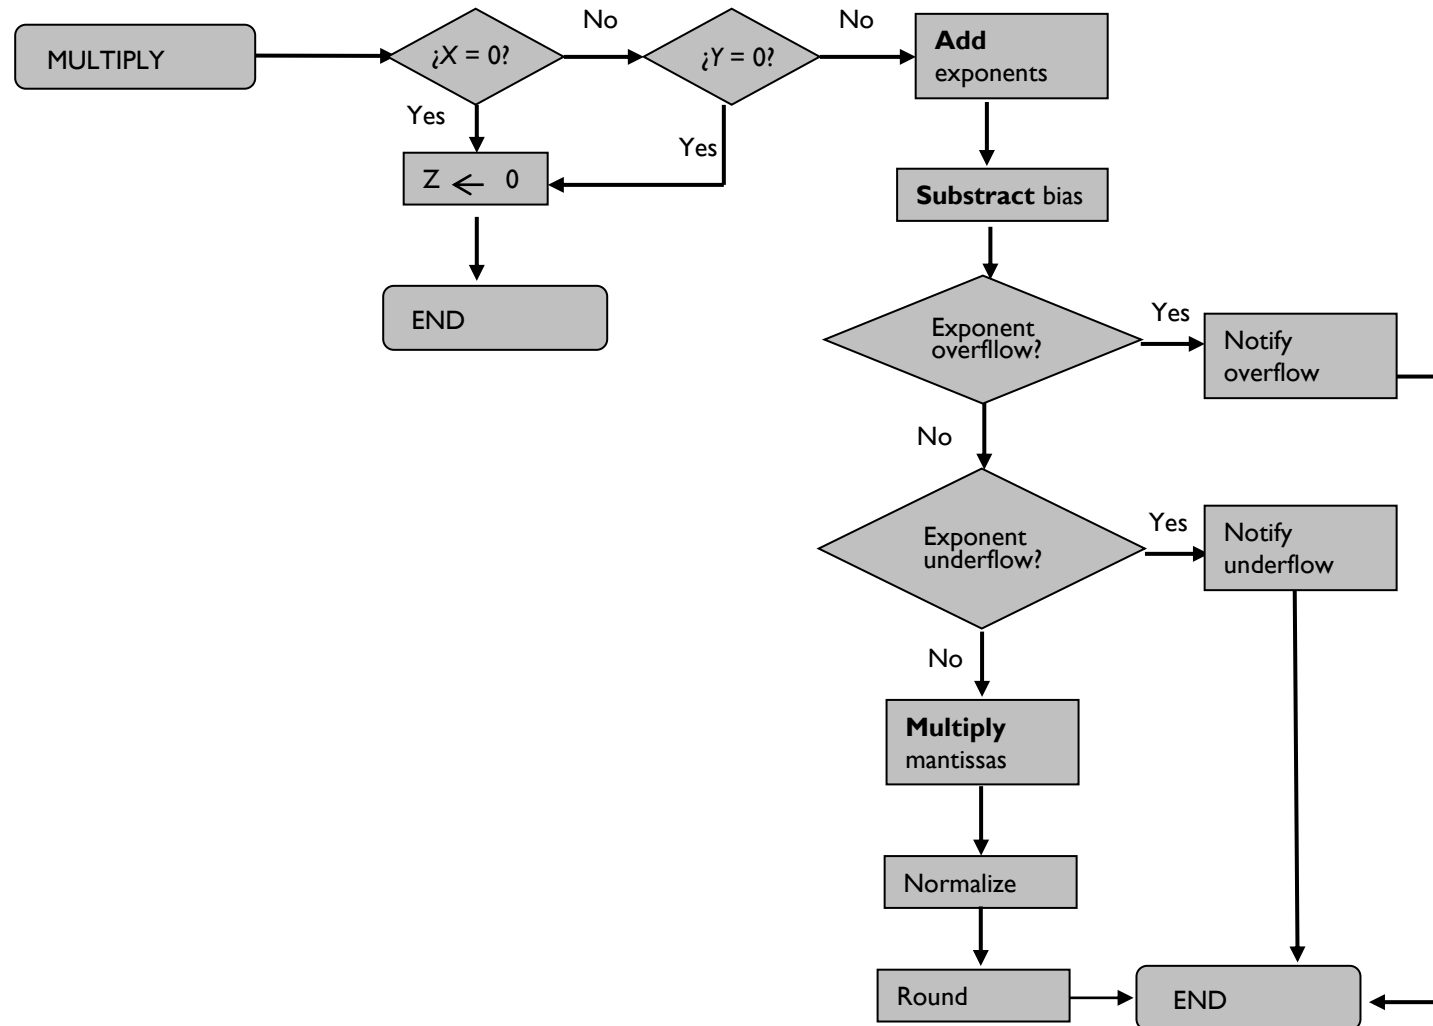 MULTIPLY
¿X = 0?
No
¿Y = 0?
No
Add
exponents
Yes
Yes
Z ← 0
Substract bias
END
Exponent
overfllow?
Yes
Notify
overflow
No
Exponent
underflow?
Yes
Notify
underflow
No
Multiply
mantissas
Normalize
Round
END